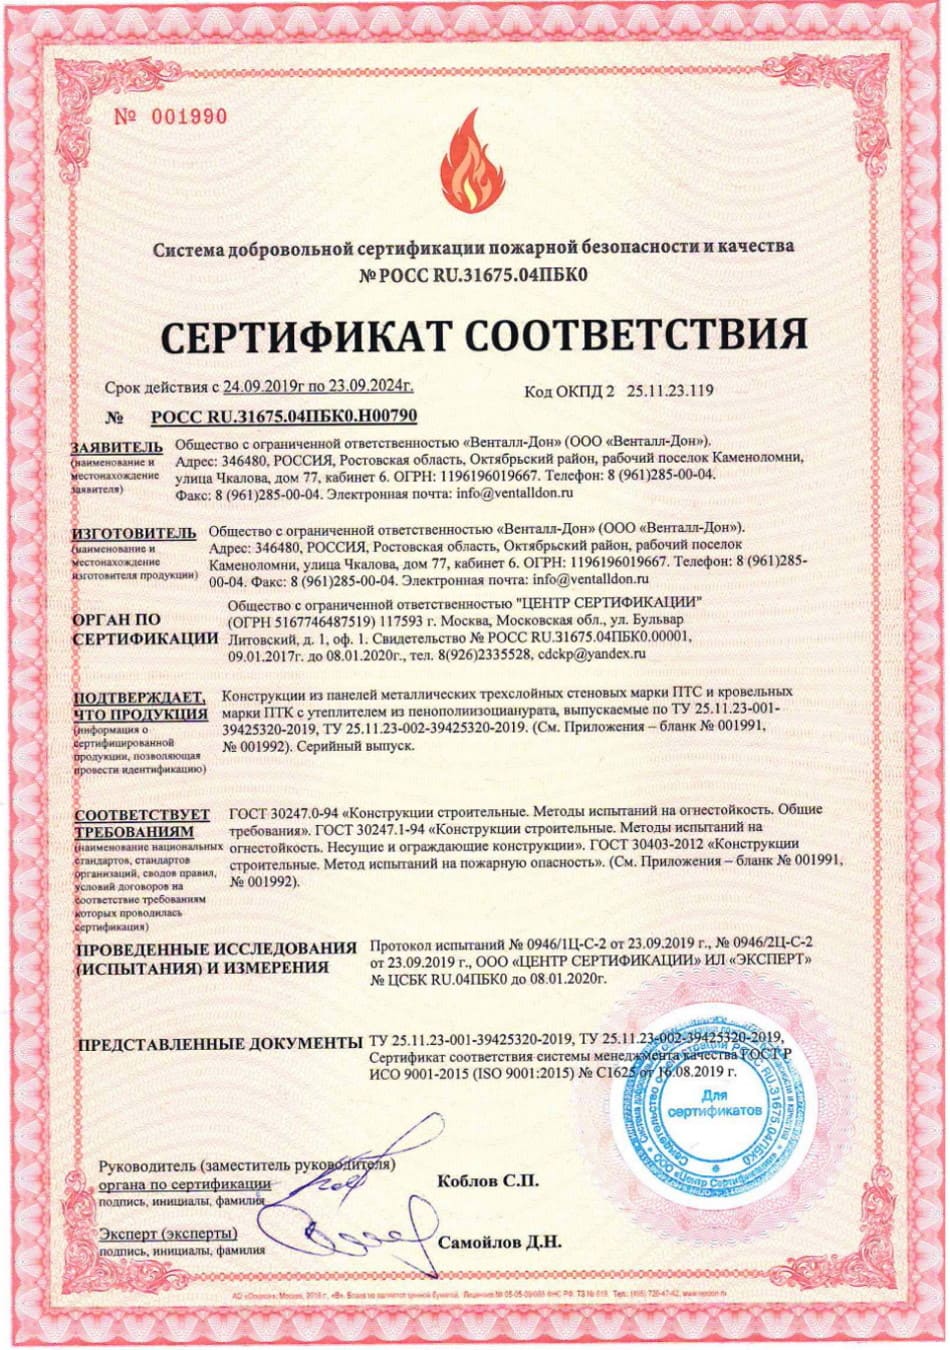 № 001990
Система добровольной сертификации пожарной безопасности и качества
№ РОСС RU.31675.04ПБК0
СЕРТИФИКАТ СООТВЕТСТВИЯ
Срок действия с 24.09.2019г по 23.09.2024г.
Код ОКПД 2 25.11.23.119
№ РОСС RU.31675.04ПБК0.Н00790
ЗАЯВИТЕЛЬ
(наименование и
местонахождение
заявителя)
Общество с ограниченной ответственностью «Венталл-Дон» (ООО «Венталл-Дон»).
Адрес: 346480, РОССИЯ, Ростовская область, Октябрьский район, рабочий поселок Каменоломни,
улица Чкалова, дом 77, кабинет 6. ОГРН: 1196196019667. Телефон: 8 (961)285-00-04.
Факс: 8 (961)285-00-04. Электронная почта: info@ventalldon.ru
ИЗГОТОВИТЕЛЬ
(наименование и
местонахождение
изготовителя продукции)
Общество с ограниченной ответственностью «Венталл-Дон» (ООО «Венталл-Дон»).
Адрес: 346480, РОССИЯ, Ростовская область, Октябрьский район, рабочий поселок
Каменоломни, улица Чкалова, дом 77, кабинет 6. ОГРН: 1196196019667. Телефон: 8 (961)285-
00-04. Факс: 8 (961)285-00-04. Электронная почта: info@ventalldon.ru
ОРГАН ПО
СЕРТИФИКАЦИИ
Общество с ограниченной ответственностью "ЦЕНТР СЕРТИФИКАЦИИ"
(ОГРН 5167746487519) 117593 г. Москва, Московская обл., ул. Бульвар
Литовский, д. 1, оф. 1. Свидетельство № РОСС RU.31675.04ПБК0.00001,
09.01.2017г. до 08.01.2020г., тел. 8(926)2335528, cdckp@yandex.ru
ПОДТВЕРЖДАЕТ,
ЧТО ПРОДУКЦИЯ
(информация о
сертифицированной
продукции, позволяющая
провести идентификацию)
Конструкции из панелей металлических трехслойных стеновых марки ПТС и кровельных
марки ПТК с утеплителем из пенополиизоцианурата, выпускаемые по ТУ 25.11.23-001-
39425320-2019, ТУ 25.11.23-002-39425320-2019. (См. Приложения – бланк № 001991,
№ 001992). Серийный выпуск.
СООТВЕТСТВУЕТ
ТРЕБОВАНИЯМ
(наименование национальных
стандартов, стандартов
организаций, сводов правил,
условий договоров на
соответствие требованиям
которых проводилась
сертификация)
ГОСТ 30247.0-94 «Конструкции строительные. Методы испытаний на огнестойкость. Общие
требования». ГОСТ 30247.1-94 «Конструкции строительные. Методы испытаний на
огнестойкость. Несущие и ограждающие конструкции». ГОСТ 30403-2012 «Конструкции
строительные. Метод испытаний на пожарную опасность». (См. Приложения – бланк № 001991,
№ 001992).
ПРОВЕДЕННЫЕ ИССЛЕДОВАНИЯ
(ИСПЫТАНИЯ) И ИЗМЕРЕНИЯ
Протокол испытаний № 0946/1Ц-С-2 от 23.09.2019 г., № 0946/2Ц-С-2
от 23.09.2019 г., ООО «ЦЕНТР СЕРТИФИКАЦИИ» ИЛ «ЭКСПЕРТ»
№ ЦСБК RU.04ПБК0 до 08.01.2020г.
ПРЕДСТАВЛЕННЫЕ ДОКУМЕНТЫ
ТУ 25.11.23-001-39425320-2019, ТУ 25.11.23-002-39425320-2019,
Сертификат соответствия системы менеджмента качества ГОСТ Р
ИСО 9001-2015 (ISO 9001:2015) № С1625 от 16.08.2019 г.
Для
сертификатов
Руководитель (заместитель руководителя)
органа по сертификации
подпись, инициалы, фамилия
Коблов С.П.
Эксперт (эксперты)
подпись, инициалы, фамилия
Самойлов Д.Н.